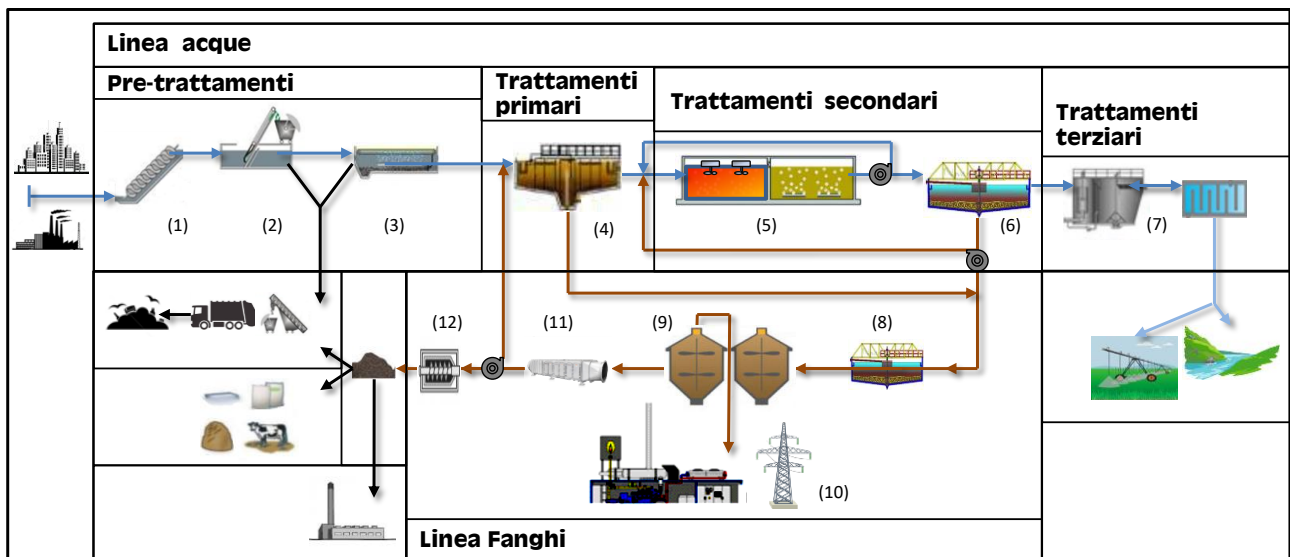 Linea acque
Pre-trattamenti
Trattamenti
primari
Trattamenti secondari
Trattamenti
terziari
(1)
(2)
(3)
(4)
(5)
(6)
(7)
(12)
(11)
(9)
(8)
(10)
Linea Fanghi